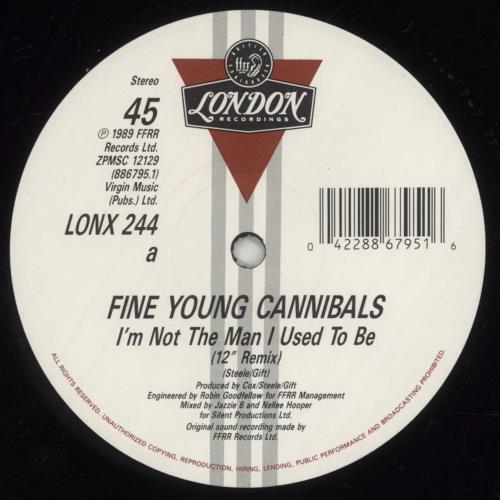 ffrr
LONDON
RECORDINGS
Stereo
45
Ⓟ 1989 FFRR
Records Ltd.
ZPMSC 12129
(886795.1)
Virgin Music
(Pubs.) Ltd.
LONX 244
a
0 42288 67951 6
FINE YOUNG CANNIBALS
I'm Not The Man I Used To Be
(12" Remix)
(Steele/Gift)
Produced by Cox/Steele/Gift
Engineered by Robin Goodfellow for FFRR Management
Mixed by Jazzie B and Nellee Hooper
for Silent Productions Ltd.
Original sound recording made by
FFRR Records Ltd.
ALL RIGHTS RESERVED. UNAUTHORIZED COPYING, REPRODUCTION, HIRING, LENDING, PUBLIC PERFORMANCE AND BROADCASTING PROHIBITED.